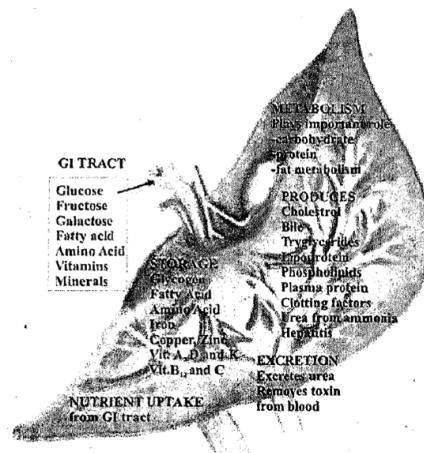 METABOLISM
Plays important role
-carbohydrate
-protein
-fat metabolism
GI TRACT
Glucose
Fructose
Galactose
Fatty acid
Amino Acid
Vitamins
Minerals
PRODUCES
Cholestrol
Bile
Tryglycerides
Lipoprotein
Phospholipids
Plasma protein
Clotting factors
Urea from ammonia
Hepatitis
STORAGE
Glycogen
Fatty Acid
Amino Acid
Iron
Copper, Zinc
Vit. A, D and K
Vit.B12 and C
EXCRETION
Excretes urea
Removes toxin
from blood
NUTRIENT UPTAKE
from GI tract